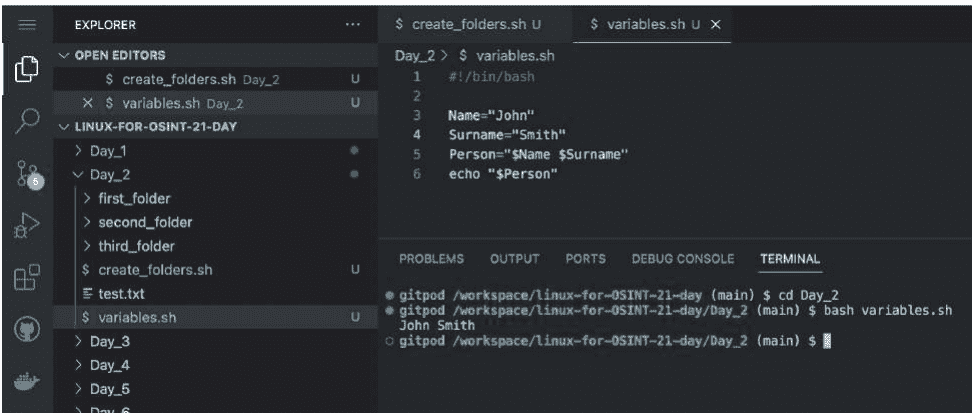 EXPLORER
...
OPEN EDITORS
$ create_folders.sh Day_2 U
× $ variables.sh Day_2 U
LINUX-FOR-OSINT-21-DAY
> Day_1
Day_2
> first_folder
> second_folder
> third_folder
$ create_folders.sh U
test.txt
$ variables.sh U
> Day_3
> Day_4
> Day_5
> Day_6
5
$ create_folders.sh U
$ variables.sh U ×
Day_2 > $ variables.sh
1 #!/bin/bash
2
3 Name="John"
4 Surname="Smith"
5 Person="$Name $Surname"
6 echo "$Person"
PROBLEMS OUTPUT PORTS DEBUG CONSOLE TERMINAL
gitpod /workspace/linux-for-OSINT-21-day (main) $ cd Day_2
gitpod /workspace/linux-for-OSINT-21-day/Day_2 (main) $ bash variables.sh
John Smith
gitpod /workspace/linux-for-OSINT-21-day/Day_2 (main) $